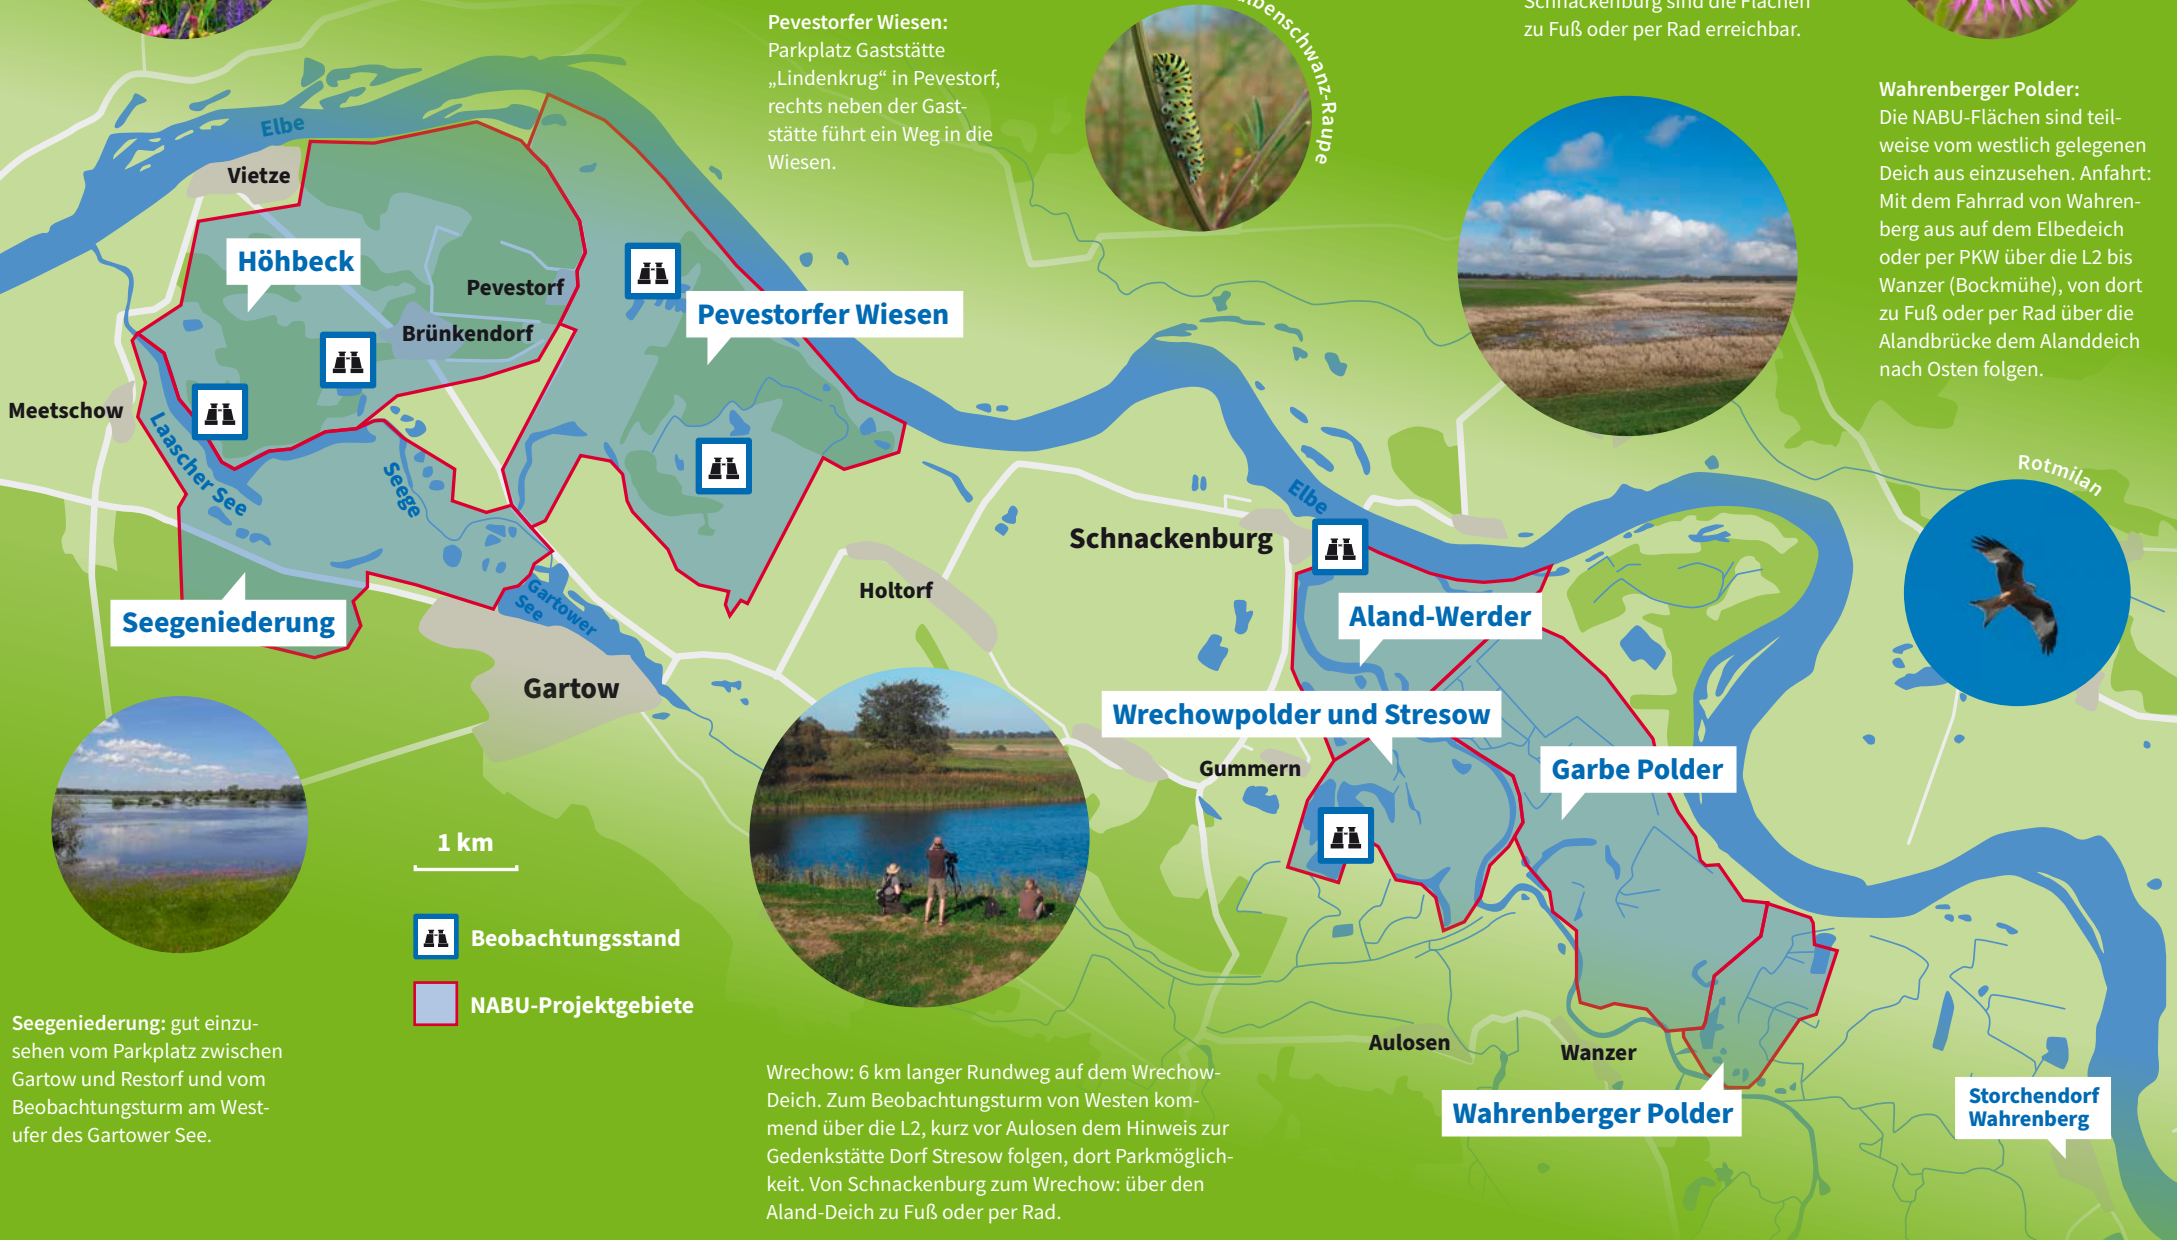 Pevestorfer Wiesen:
Parkplatz Gaststätte
„Lindenkrug“ in Pevestorf,
rechts neben der Gast-
stätte führt ein Weg in die
Wiesen.
benschwanz-Raupe
Schnackenburg sind die Flächen
zu Fuß oder per Rad erreichbar.
Wahrenberger Polder:
Die NABU-Flächen sind teil-
weise vom westlich gelegenen
Deich aus einzusehen. Anfahrt:
Mit dem Fahrrad von Wahren-
berg aus auf dem Elbedeich
oder per PKW über die L2 bis
Wanzer (Bockmühe), von dort
zu Fuß oder per Rad über die
Alandbrücke dem Alanddeich
nach Osten folgen.
Elbe
Vietze
Höhbeck
Pevestorf
Brünkendorf
Pevestorfer Wiesen
Meetschow
Laascher See
Seege
Seegeniederung
Gartower
See
Gartow
Holtorf
Schnackenburg
Elbe
Rotmilan
Aland-Werder
Wrechowpolder und Stresow
Gummern
Garbe Polder
1 km
Beobachtungsstand
NABU-Projektgebiete
Aulosen
Wanzer
Wahrenberger Polder
Storchendorf
Wahrenberg
Seegeniederung: gut einzu-
sehen vom Parkplatz zwischen
Gartow und Restorf und vom
Beobachtungsturm am West-
ufer des Gartower See.
Wrechow: 6 km langer Rundweg auf dem Wrechow-
Deich. Zum Beobachtungsturm von Westen kom-
mend über die L2, kurz vor Aulosen dem Hinweis zur
Gedenkstätte Dorf Stresow folgen, dort Parkmöglich-
keit. Von Schnackenburg zum Wrechow: über den
Aland-Deich zu Fuß oder per Rad.